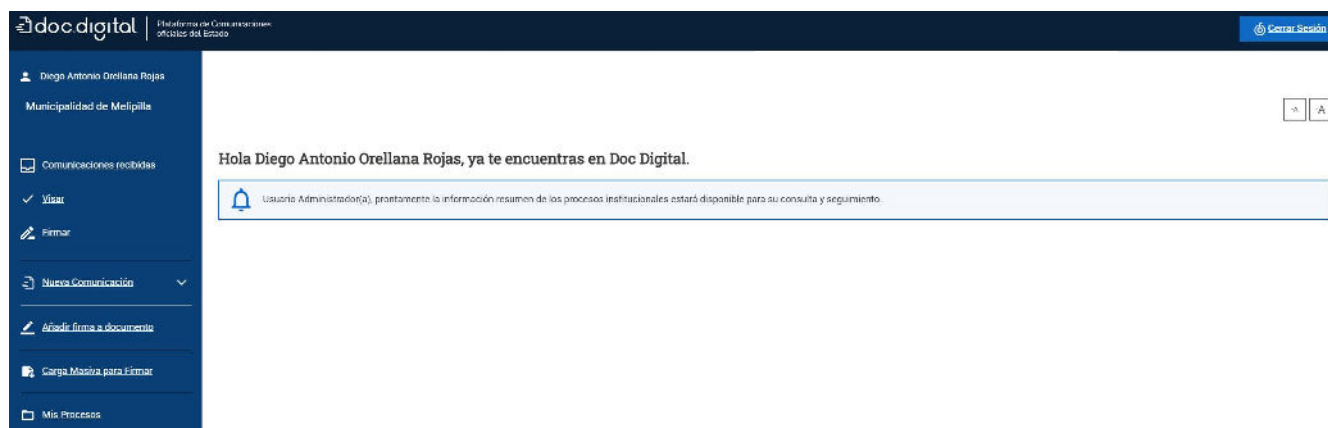 doc.digital
Plataforma de Comunicaciones
oficiales del Estado
Cerrar Sesión
Diego Antonio Orellana Rojas
Municipalidad de Melipilla
-A
A
Comunicaciones recibidas
Hola Diego Antonio Orellana Rojas, ya te encuentras en Doc Digital.
Visar
Usuario Administrador(a), prontamente la información resumen de los procesos institucionales estará disponible para su consulta y seguimiento.
Firmar
Nueva Comunicación
Añadir firma a documento
Carga Masiva para Firmar
Mis Procesos